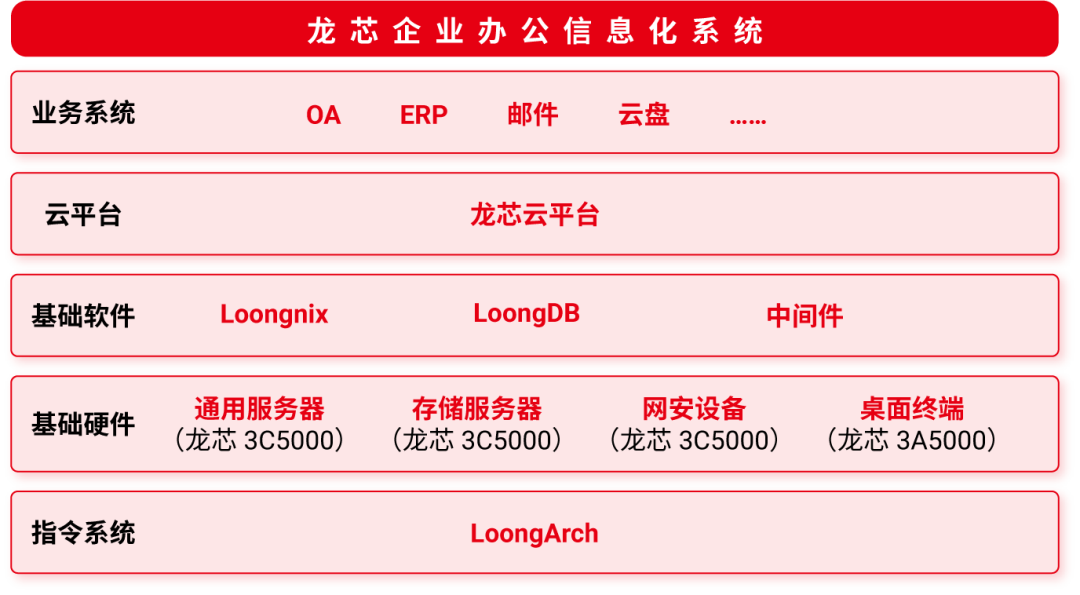 龙芯企业办公信息化系统
业务系统 OA ERP 邮件 云盘 ……
云平台 龙芯云平台
基础软件 Loongnix LoongDB 中间件
基础硬件 通用服务器 存储服务器 网安设备 桌面终端
（龙芯 3C5000） （龙芯 3C5000） （龙芯 3C5000） （龙芯 3A5000）
指令系统 LoongArch